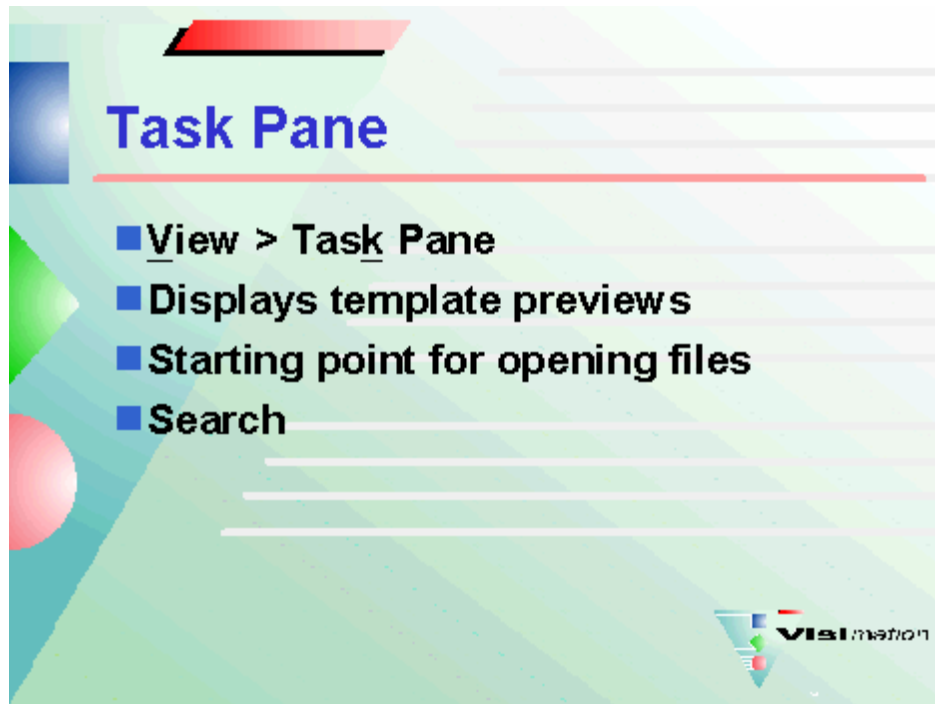 Task Pane
View > Task Pane
Displays template previews
Starting point for opening files
Search
Visimation